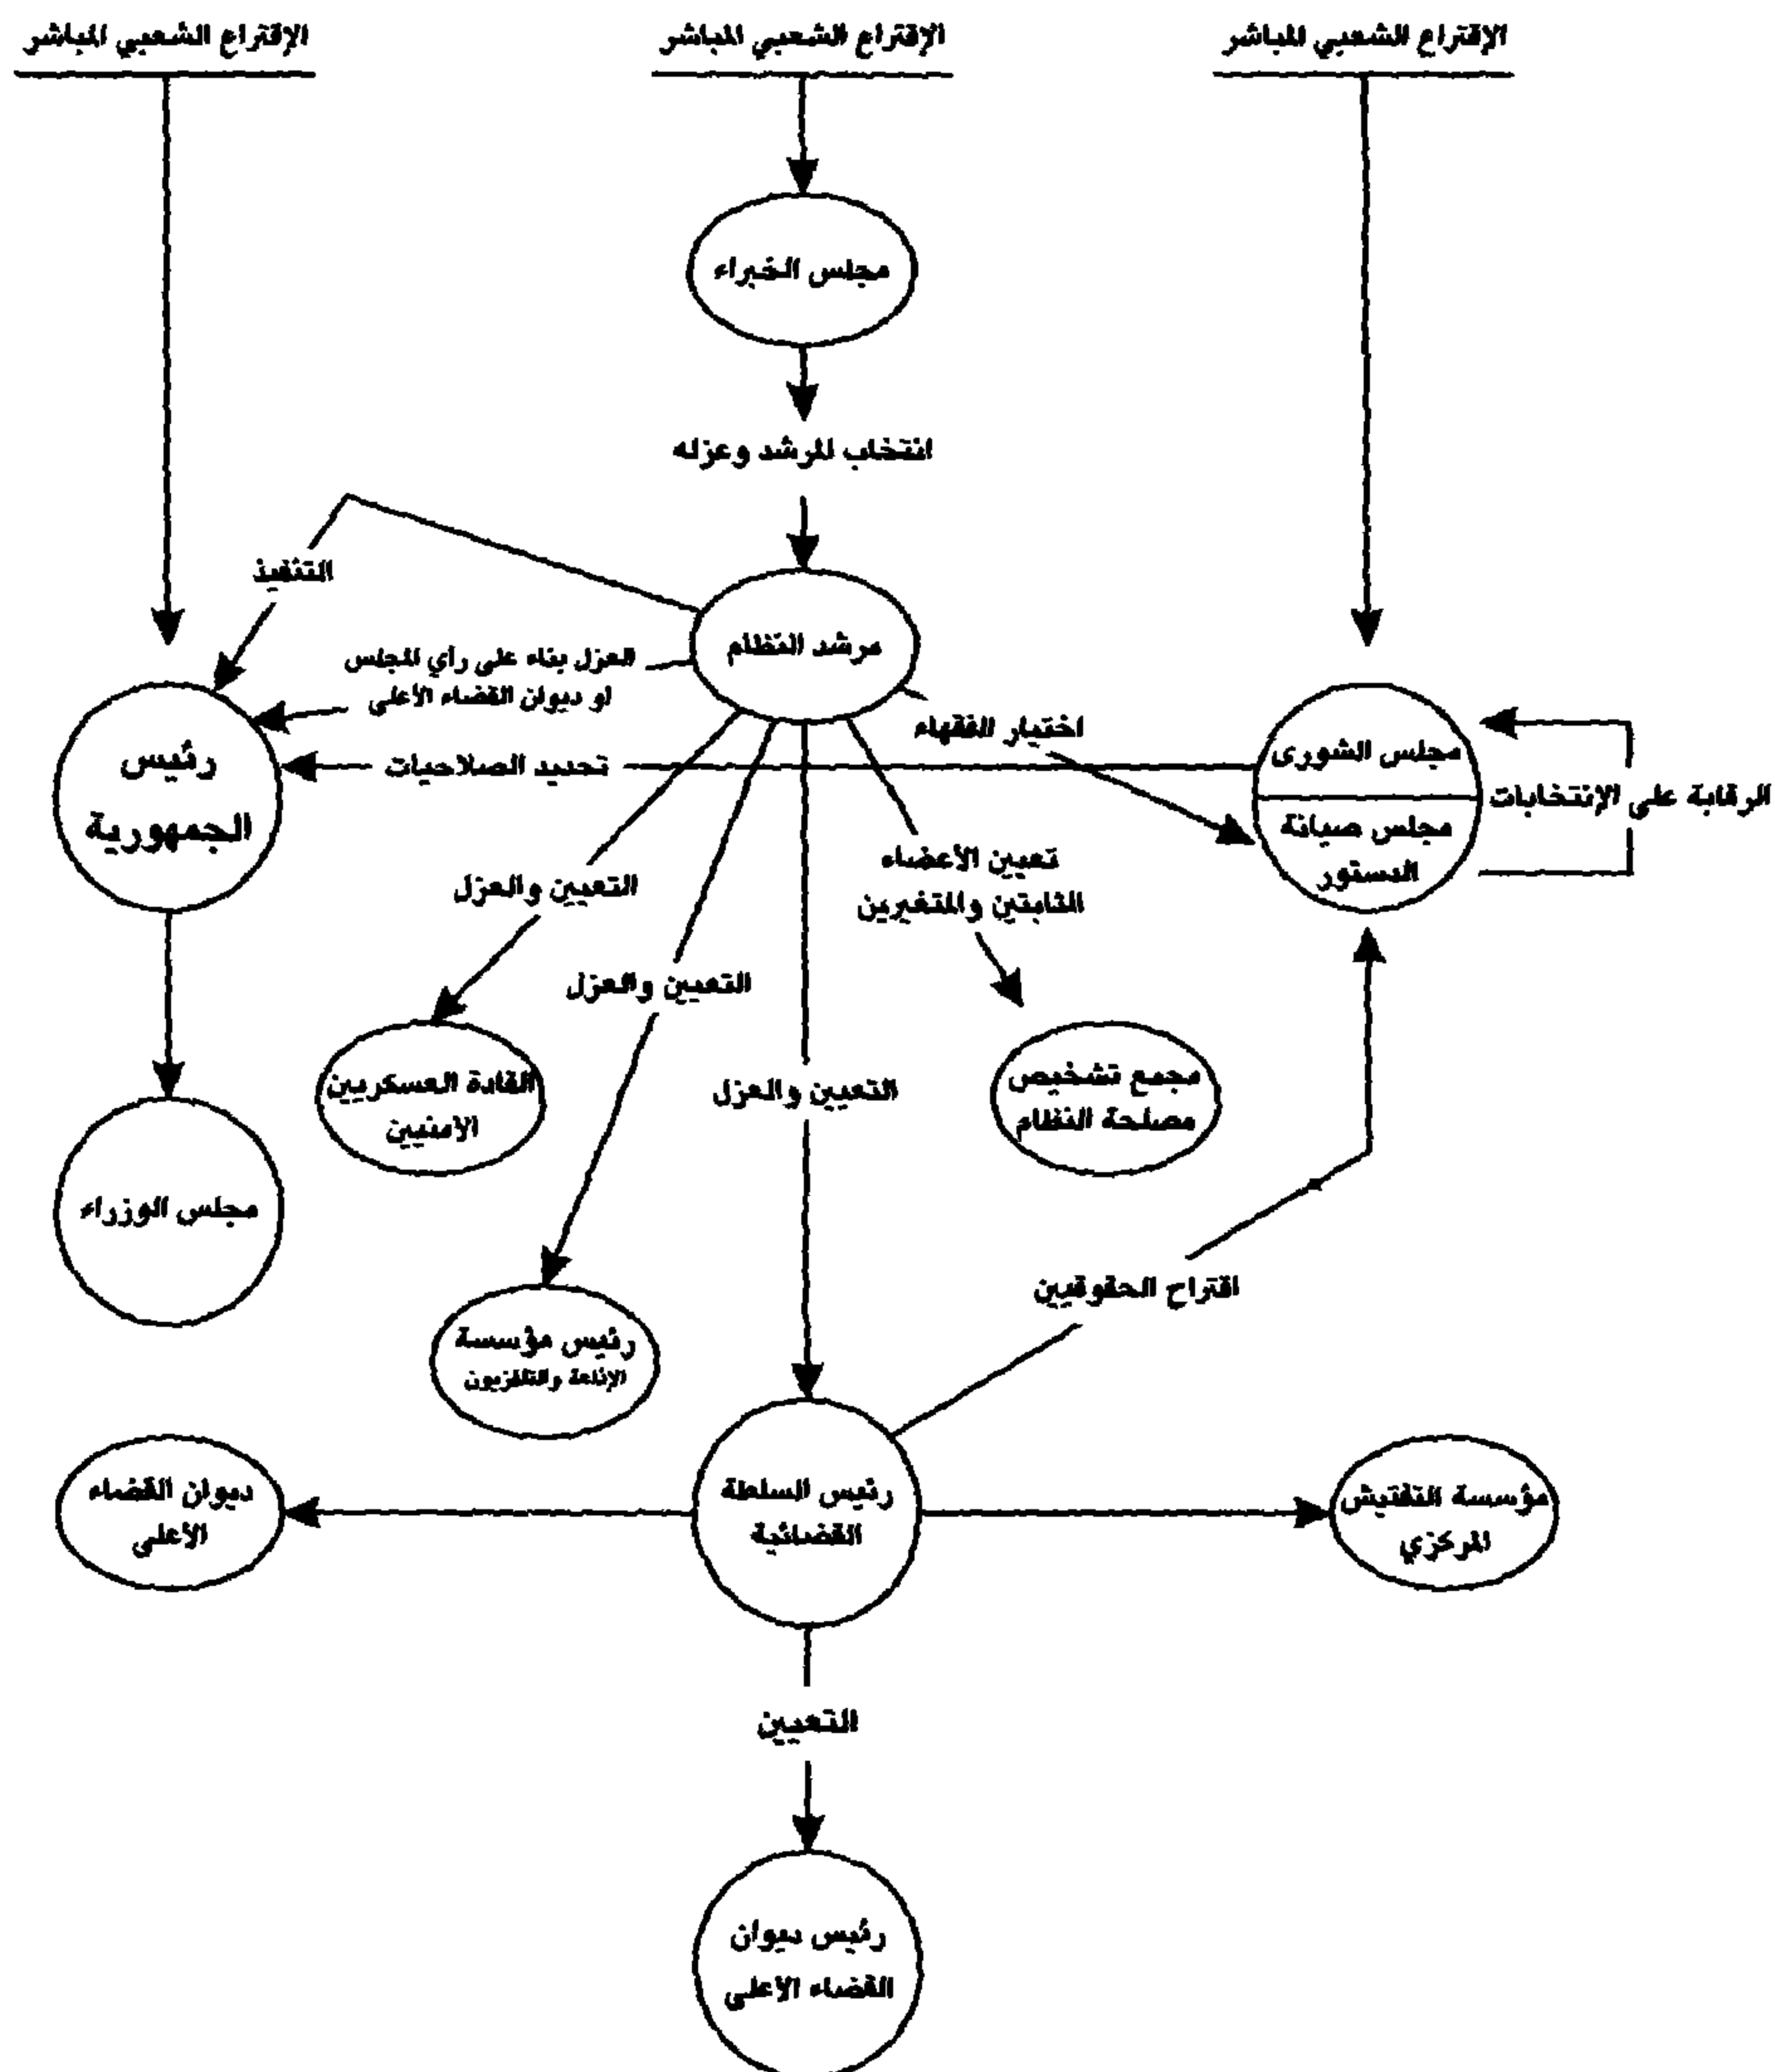 الإقتراع الشعبي المباشر
الإقتراع الشعبي المباشر
الإقتراع الشعبي المباشر
مجلس الخبراء
انتخاب المرشد وعزله
التنفيذ
مرشد النظام
العزل بناء على رأي المجلس
او ديوان القضاء الأعلى
اختيار الفقهاء
رئيس
الجمهورية
تحديد الصلاحيات
مجلس الشورى
مجلس صيانة
الدستور
الرقابة على الإنتخابات
تعيين الأعضاء
الثابتين والمتغيرين
التعيين والعزل
التعيين والعزل
التعيين والعزل
القادة العسكريين
الأمنيين
مجمع تشخيص
مصلحة النظام
مجلس الوزراء
اقتراح الحقوقيين
رئيس مؤسسة
الإذاعة والتلفزيون
ديوان القضاء
الأعلى
رئيس السلطة
القضائية
مؤسسة التفتيش
المركزي
التعيين
رئيس ديوان
القضاء الأعلى